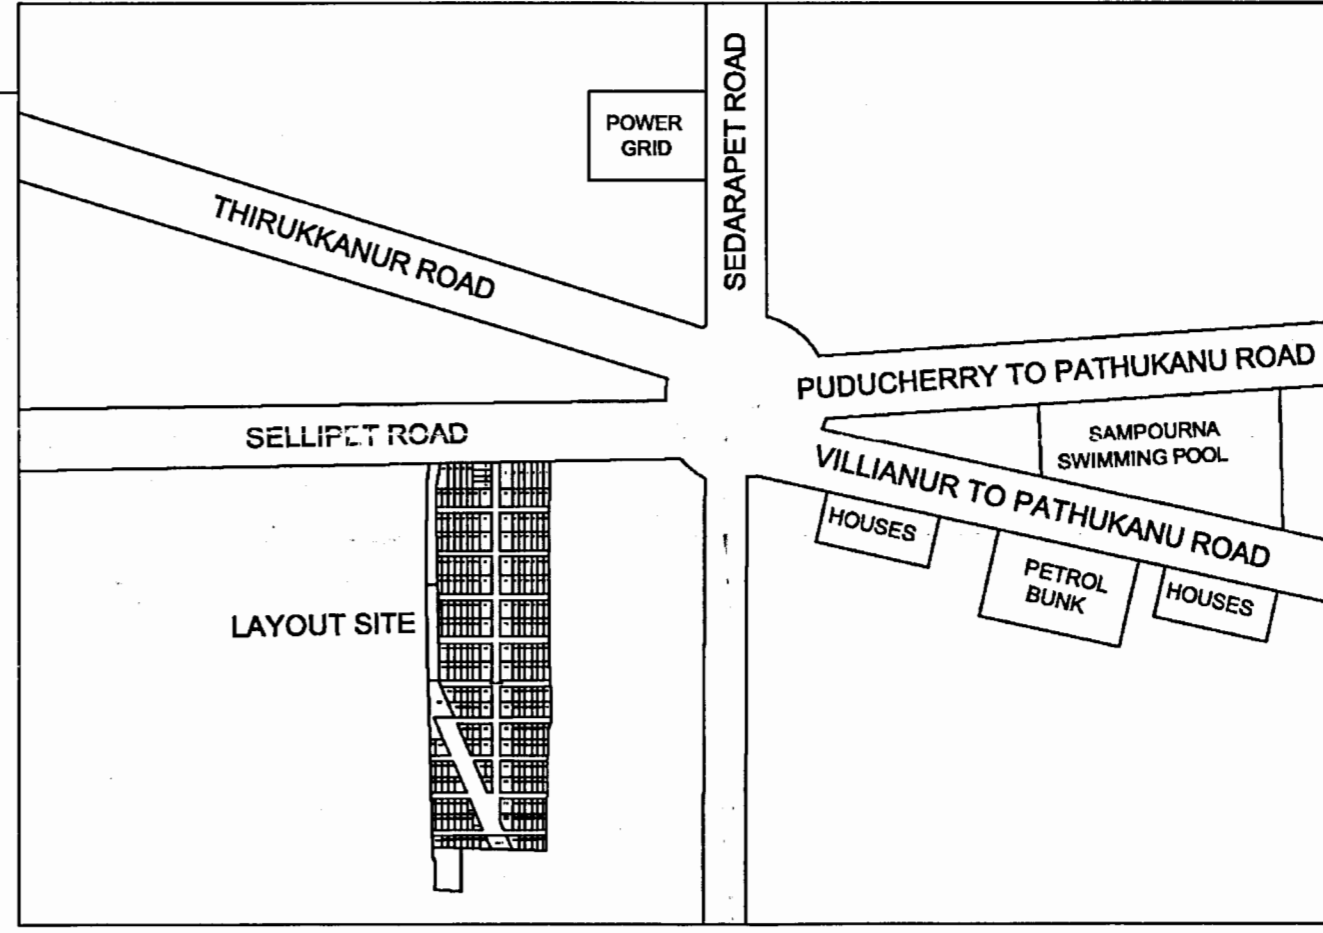 SEDARAPET ROAD
POWER
GRID
THIRUKKANUR ROAD
PUDUCHERRY TO PATHUKANU ROAD
SELLIPET ROAD
SAMPOURNA
SWIMMING POOL
VILLIANUR TO PATHUKANU ROAD
HOUSES
PETROL
BUNK
HOUSES
LAYOUT SITE